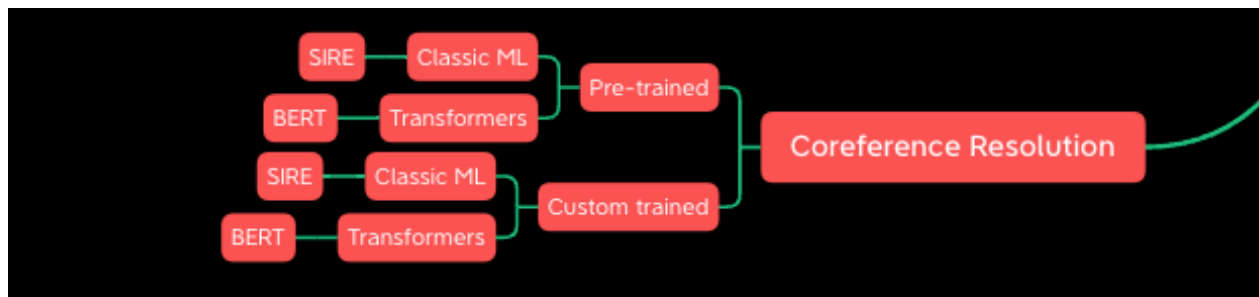 SIRE
Classic ML
Pre-trained
BERT
Transformers
Coreference Resolution
SIRE
Classic ML
Custom trained
BERT
Transformers